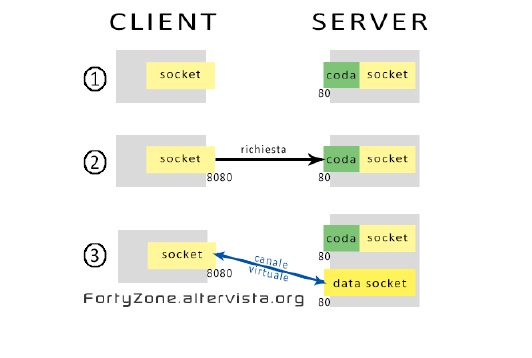 CLIENT SERVER
1 socket coda socket
80
2 socket richiesta coda socket
8080 80
coda socket
3 socket canale virtuale
8080 data socket
80
FortyZone.altervista.org